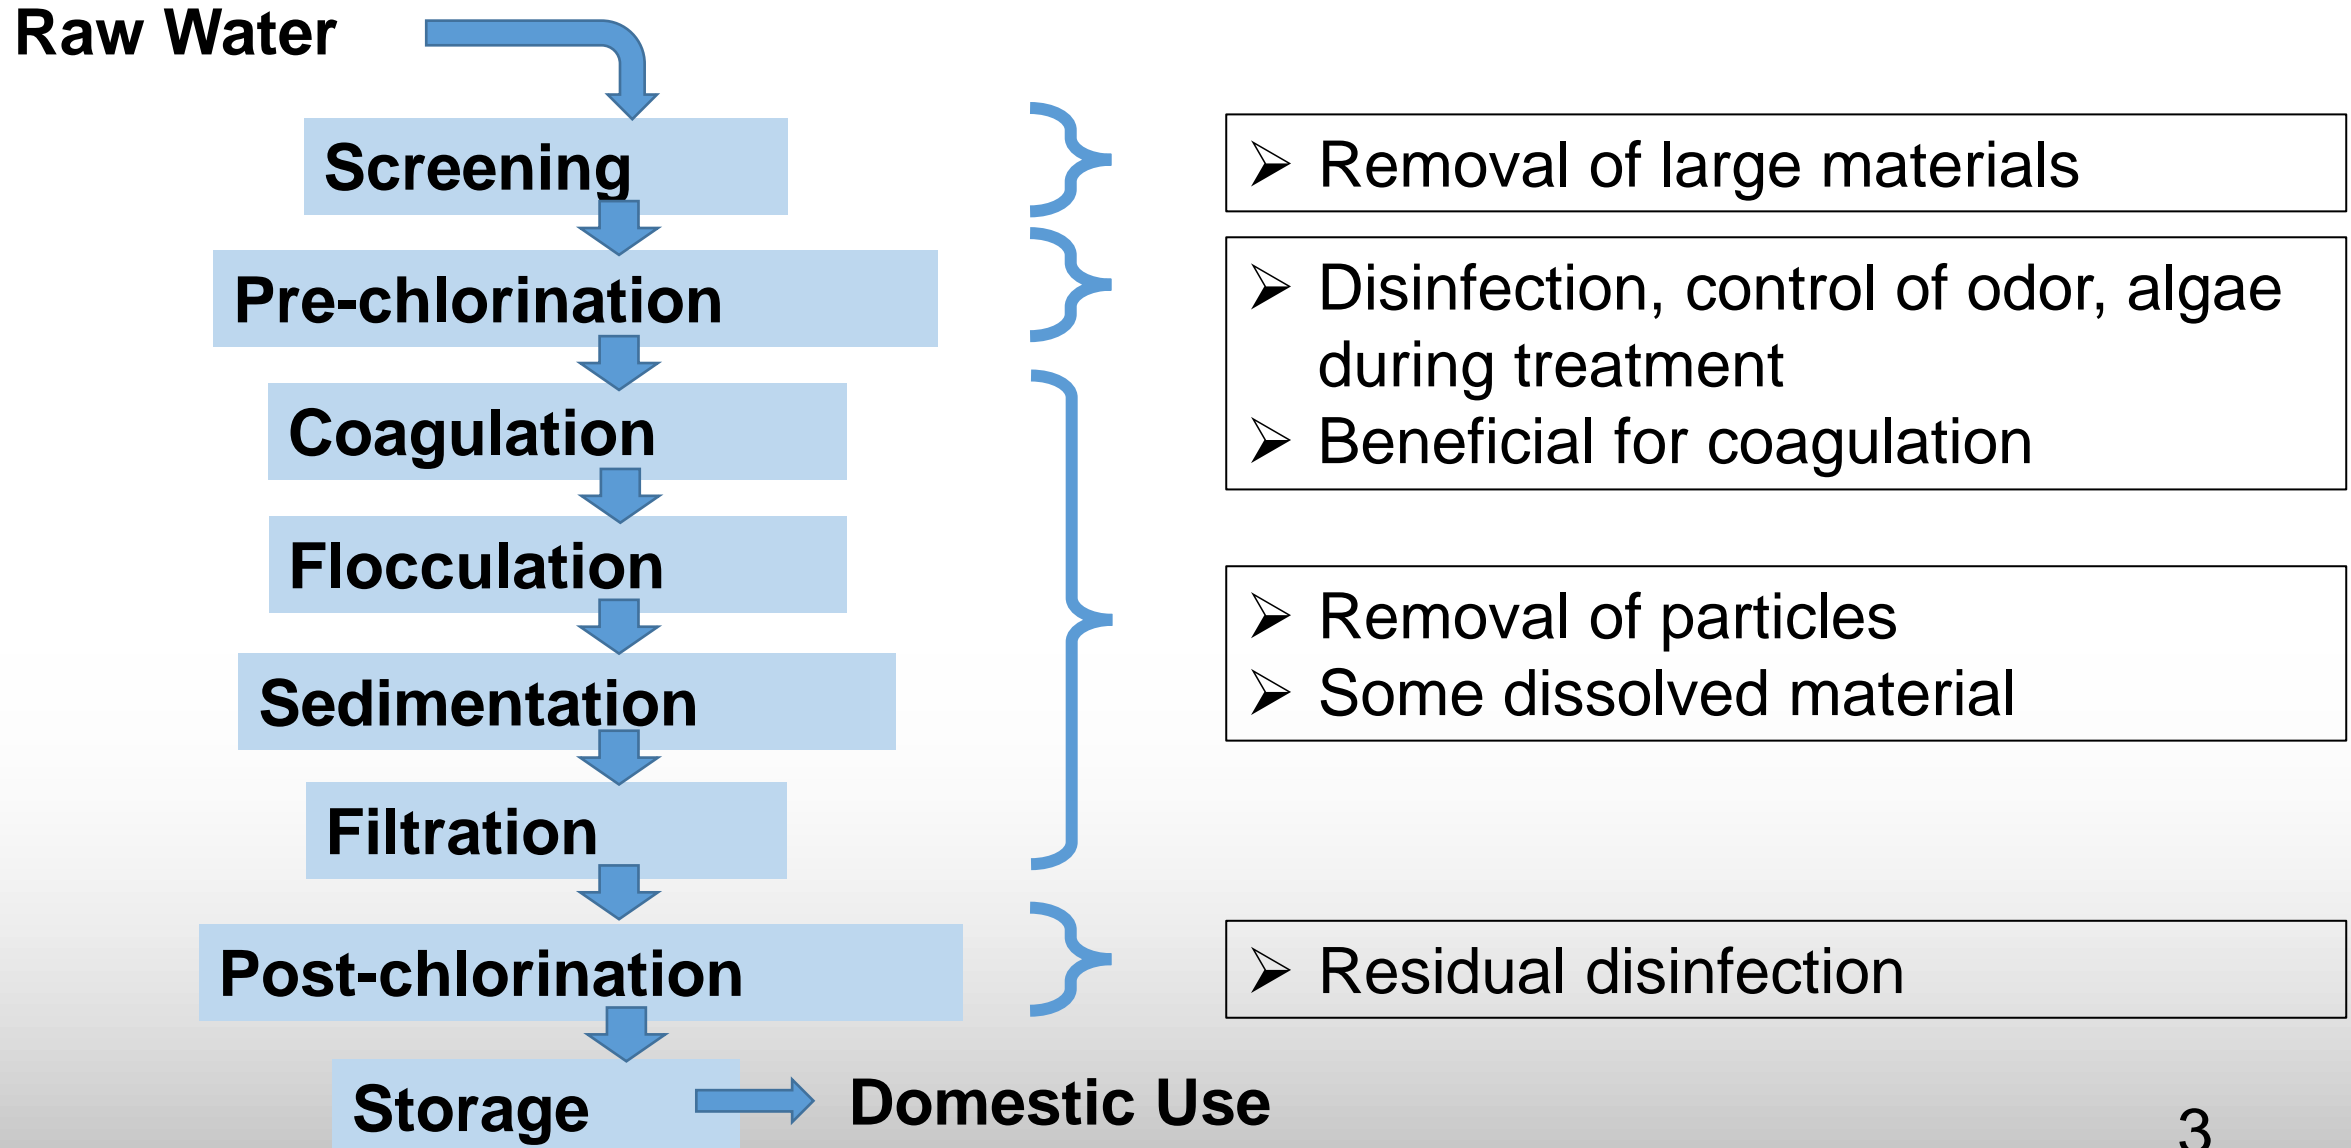 Raw Water
Screening
➢ Removal of large materials
Pre-chlorination
➢ Disinfection, control of odor, algae
during treatment
➢ Beneficial for coagulation
Coagulation
Flocculation
Sedimentation
Filtration
➢ Removal of particles
➢ Some dissolved material
Post-chlorination
➢ Residual disinfection
Storage
Domestic Use
3